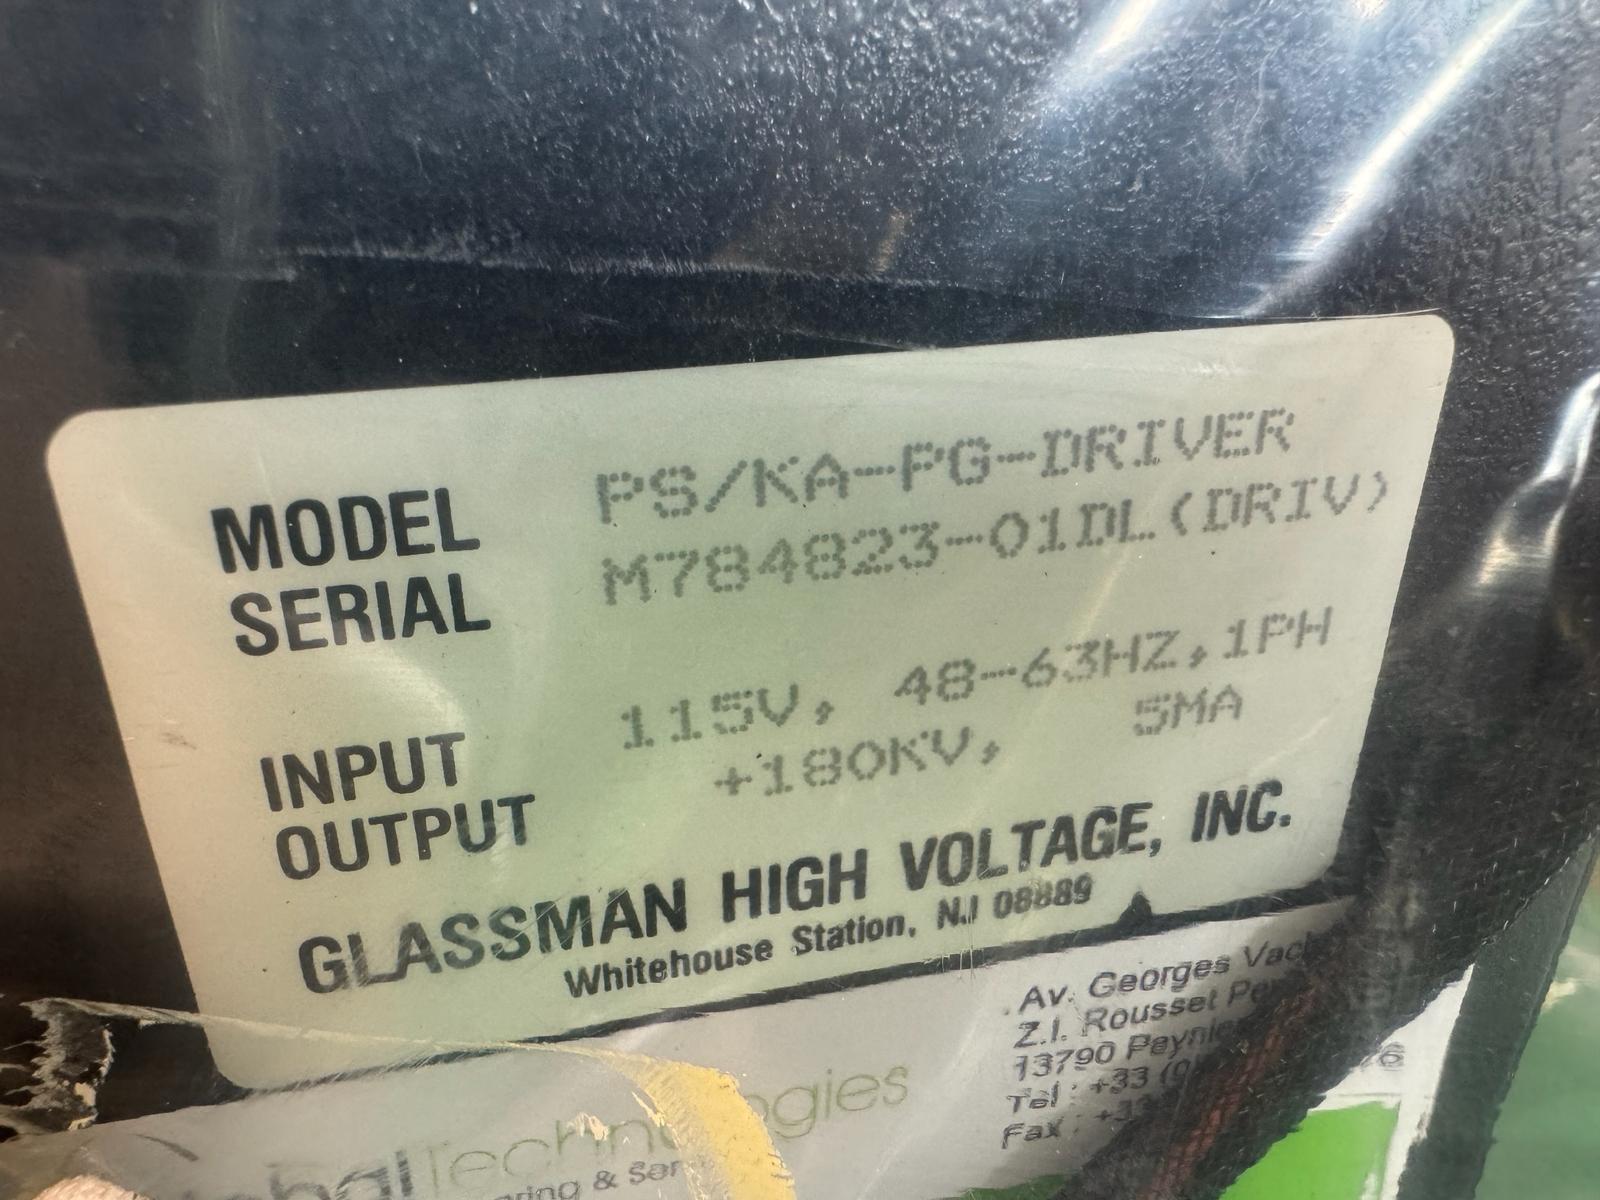 MODEL PS/KA-PG-DRIVER
SERIAL M784823-01DL(DRIV)
INPUT 115V, 48-63HZ,1PH
OUTPUT +180KV, 5MA
GLASSMAN HIGH VOLTAGE, INC.
Whitehouse Station, NJ 08889
Av. Georges
Z.I. Rousset
13790
Tel : +33
Fax :
&